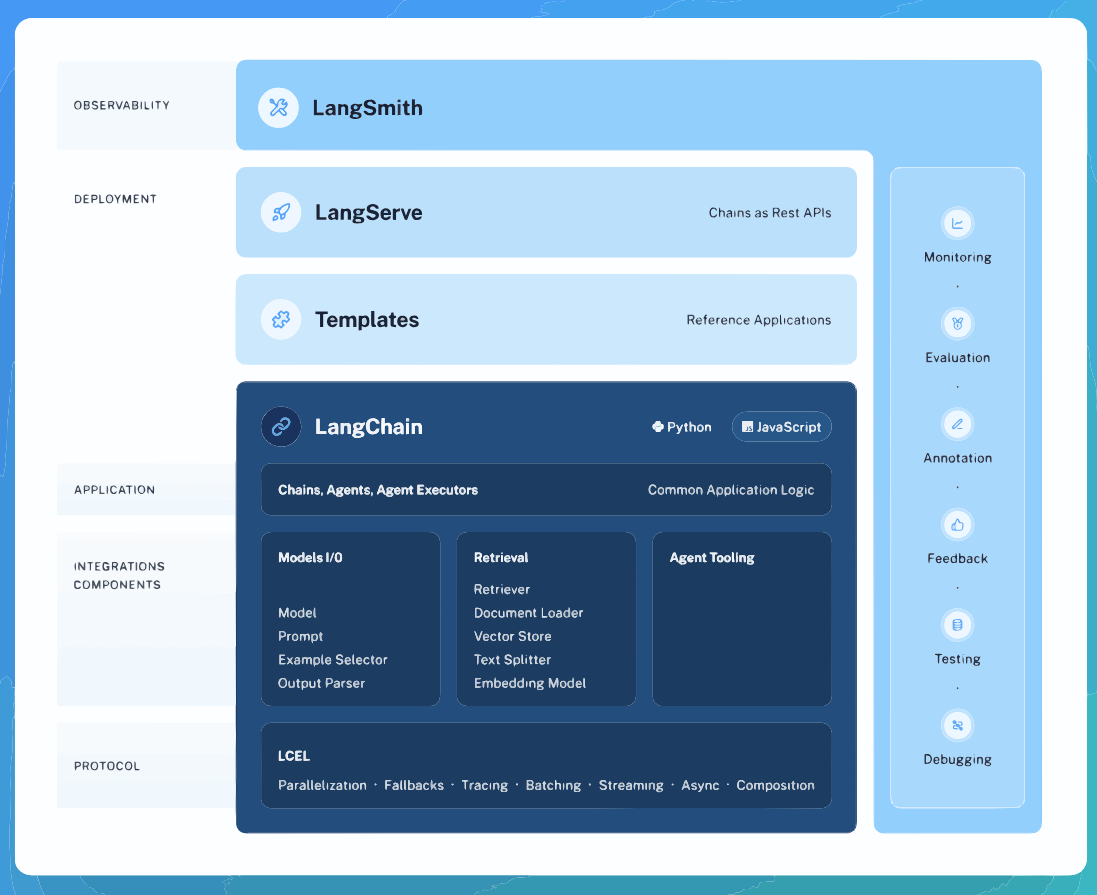 OBSERVABILITY
LangSmith
DEPLOYMENT
LangServe
Chains as Rest APIs
Templates
Reference Applications
LangChain
Python
JavaScript
APPLICATION
Chains, Agents, Agent Executors
Common Application Logic
INTEGRATIONS
COMPONENTS
Models I/0
Model
Prompt
Example Selector
Output Parser
Retrieval
Retriever
Document Loader
Vector Store
Text Splitter
Embedding Model
Agent Tooling
PROTOCOL
LCEL
Parallelization · Fallbacks · Tracing · Batching · Streaming · Async · Composition
Monitoring
·
Evaluation
·
Annotation
·
Feedback
·
Testing
·
Debugging